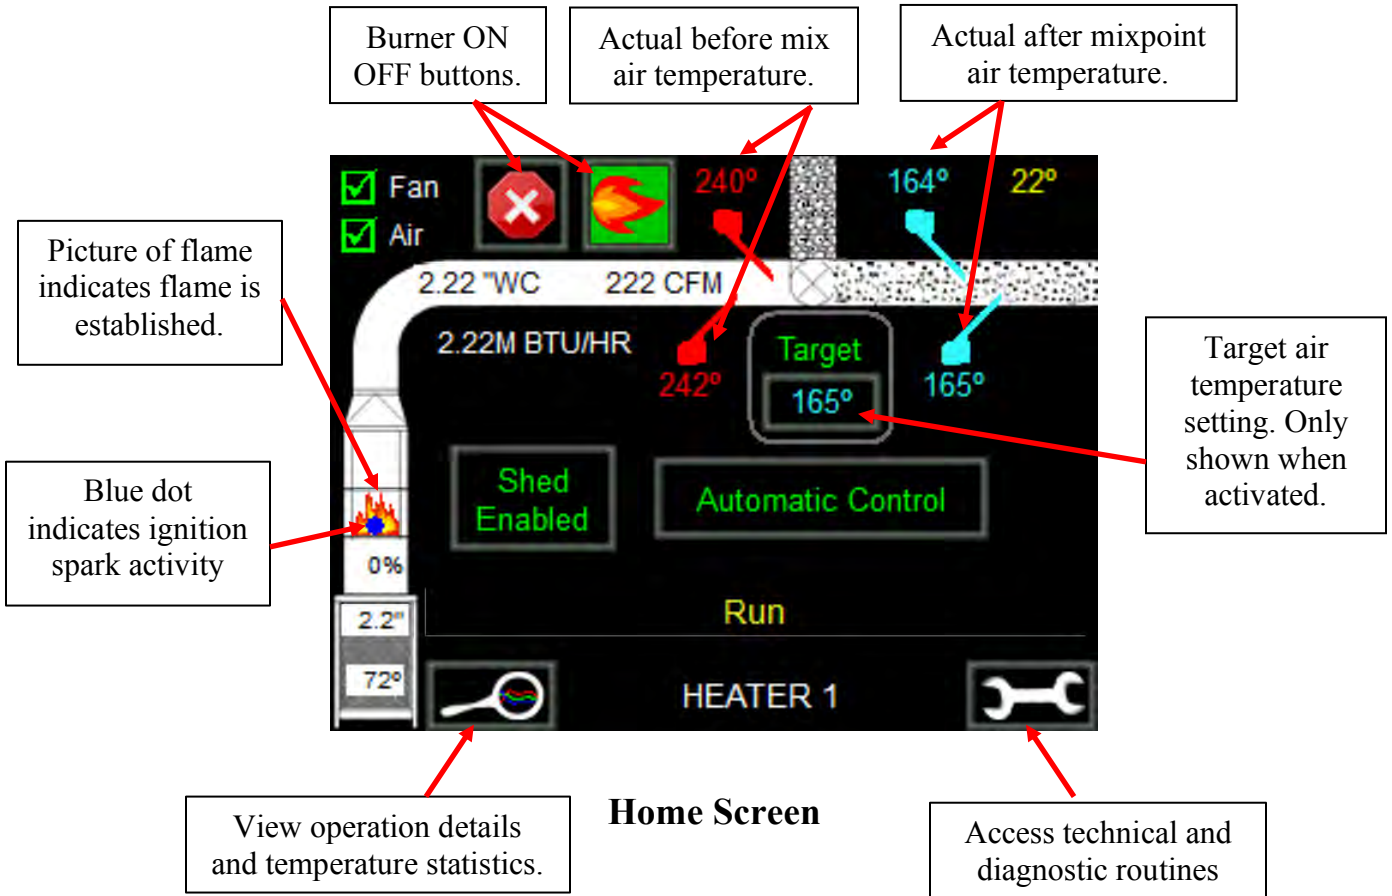 Burner ON
OFF buttons.
Actual before mix
air temperature.
Actual after mixpoint
air temperature.
Picture of flame
indicates flame is
established.
Blue dot
indicates ignition
spark activity
Fan
Air
240°
164°
22°
2.22 "WC
222 CFM
2.22M BTU/HR
242°
Target
165°
165°
Shed
Enabled
Automatic Control
0%
2.2"
72°
Run
HEATER 1
Target air
temperature
setting. Only
shown when
activated.
View operation details
and temperature statistics.
Home Screen
Access technical and
diagnostic routines